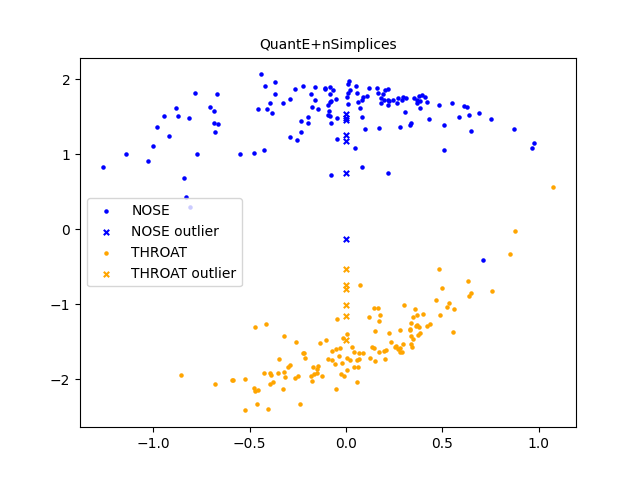 QuantE+nSimplices
2
1
0
−1
−2
NOSE
NOSE outlier
THROAT
THROAT outlier
−1.0 −0.5 0.0 0.5 1.0